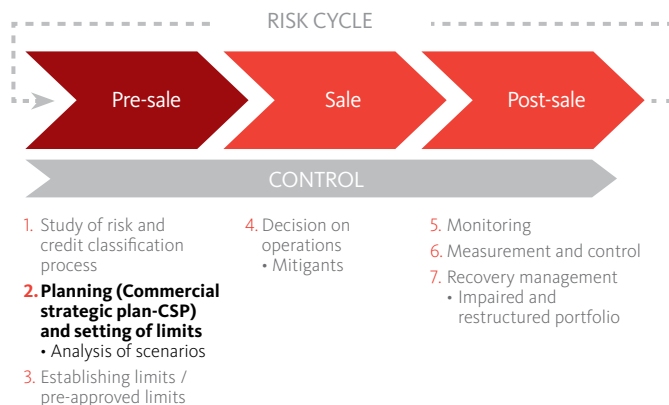 RISK CYCLE
Pre-sale
Sale
Post-sale
CONTROL
1. Study of risk and
credit classification
process
2. Planning (Commercial
strategic plan-CSP)
and setting of limits
• Analysis of scenarios
3. Establishing limits /
pre-approved limits
4. Decision on
operations
• Mitigants
5. Monitoring
6. Measurement and control
7. Recovery management
• Impaired and
restructured portfolio